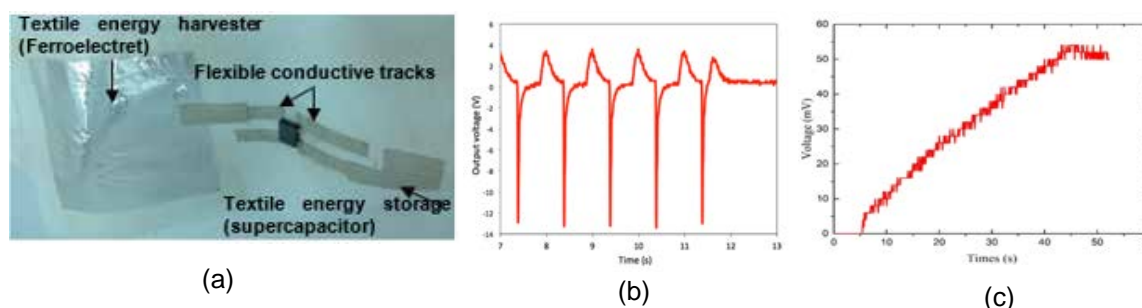 Textile energy harvester
(Ferroelectret)
Flexible conductive tracks
Textile energy storage
(supercapacitor)
(a)
6
4
2
0
-2
-4
-6
-8
-10
-12
-14
Output voltage (V)
7
8
9
10
11
12
13
Time (s)
(b)
60
50
40
30
20
10
0
Voltage (mV)
0
10
20
30
40
50
Times (s)
(c)